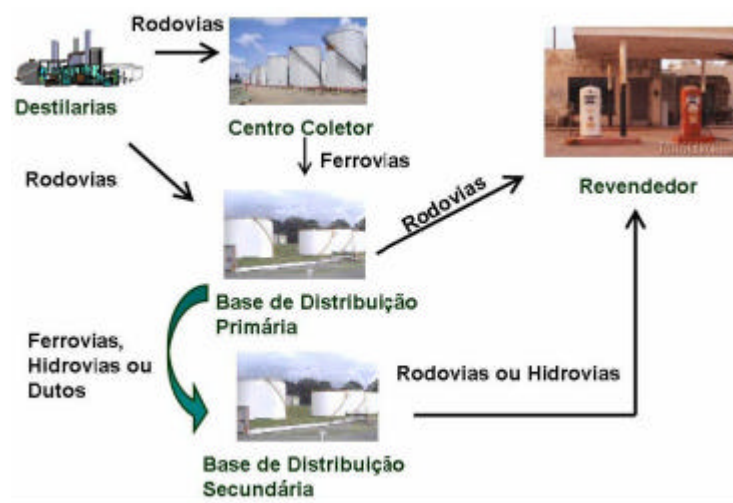 Rodovias
Destilarias
Centro Coletor
Ferrovias
Rodovias
Rodovias
Revendedor
Base de Distribuição
Primária
Ferrovias,
Hidrovias ou
Dutos
Rodovias ou Hidrovias
Base de Distribuição
Secundária